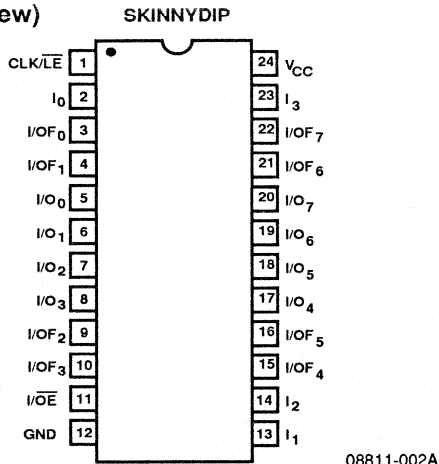 ew)
SKINNYDIP
CLK/L̅E̅ 1 24 VCC
I0 2 23 I3
I/OF0 3 22 I/OF7
I/OF1 4 21 I/OF6
I/O0 5 20 I/O7
I/O1 6 19 I/O6
I/O2 7 18 I/O5
I/O3 8 17 I/O4
I/OF2 9 16 I/OF5
I/OF3 10 15 I/OF4
I/O̅E̅ 11 14 I2
GND 12 13 I1
08811-002A